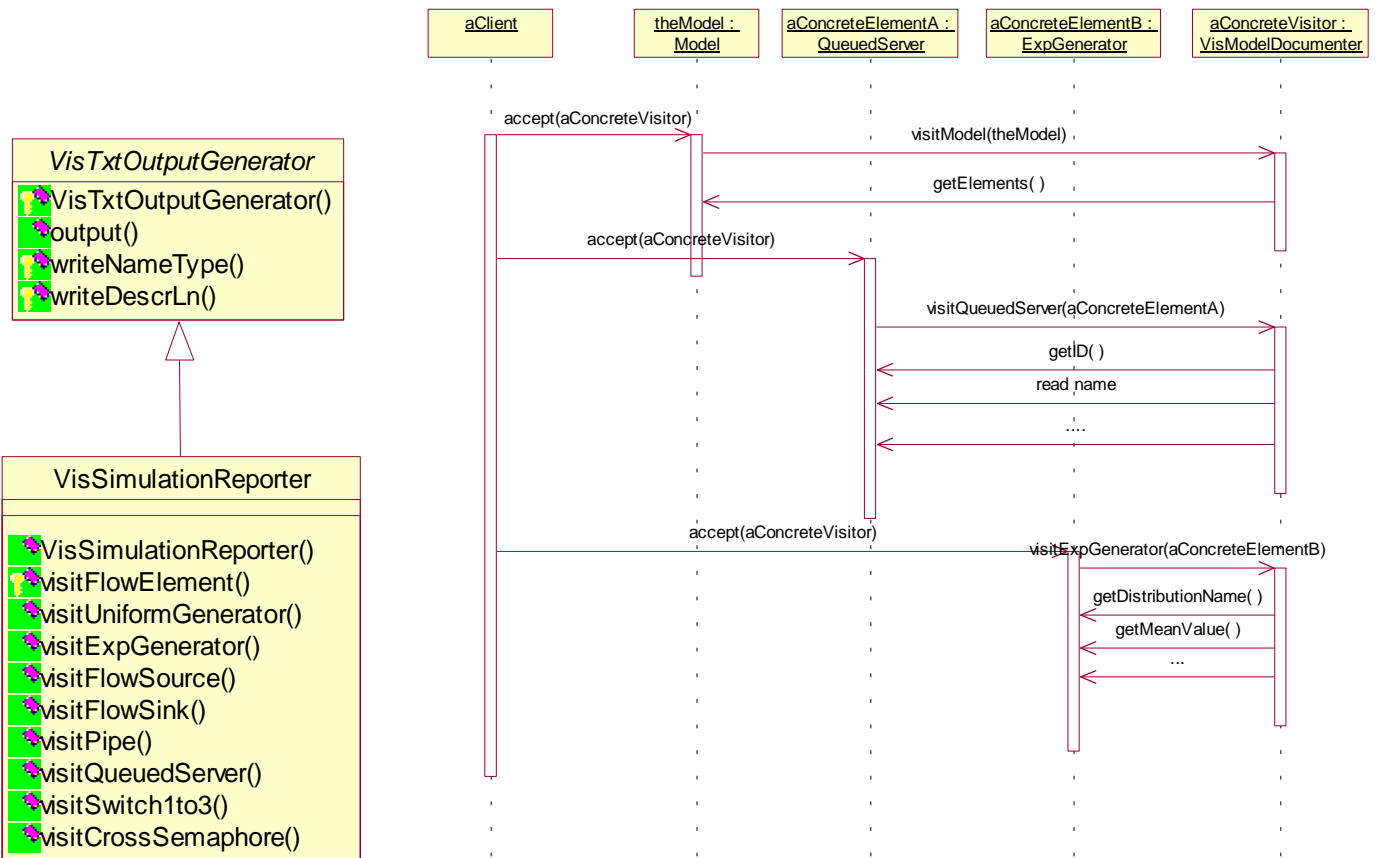 VisTxtOutputGenerator
VisTxtOutputGenerator()
output()
writeNameType()
writeDescrLn()
VisSimulationReporter
VisSimulationReporter()
visitFlowElement()
visitUniformGenerator()
visitExpGenerator()
visitFlowSource()
visitFlowSink()
visitPipe()
visitQueuedServer()
visitSwitch1to3()
visitCrossSemaphore()
aClient
theModel :
Model
aConcreteElementA :
QueuedServer
aConcreteElementB :
ExpGenerator
aConcreteVisitor :
VisModelDocumenter
accept(aConcreteVisitor)
visitModel(theModel)
getElements( )
accept(aConcreteVisitor)
visitQueuedServer(aConcreteElementA)
getID( )
read name
....
accept(aConcreteVisitor)
visitExpGenerator(aConcreteElementB)
getDistributionName( )
getMeanValue( )
...